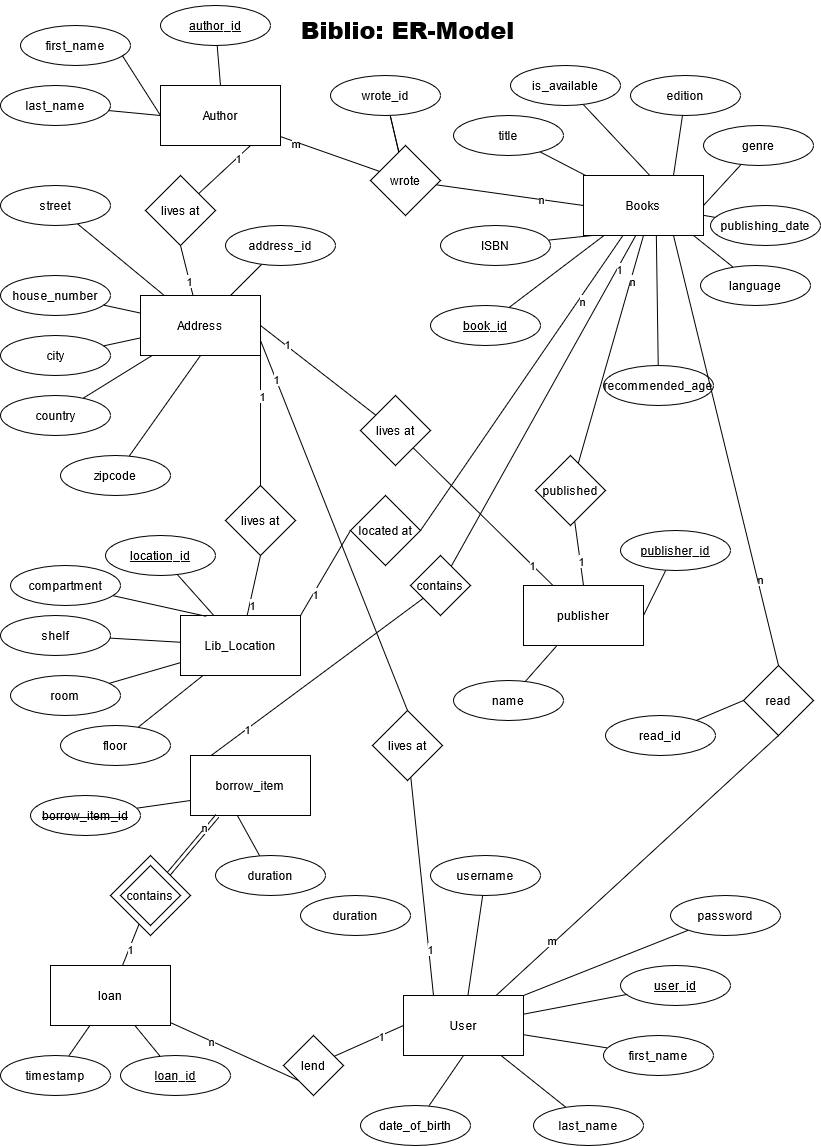 Biblio: ER-Model
author_id
first_name
last_name
Author
wrote_id
is_available
edition
title
genre
m
1
wrote
lives at
n
street
Books
publishing_date
ISBN
address_id
language
1
house_number
Address
book_id
1
n
n
city
1
1
1
recommended_age
country
lives at
zipcode
published
lives at
located at
location_id
publisher_id
compartment
contains
1
1
1
1
n
shelf
Lib_Location
publisher
room
name
read
floor
read_id
1
lives at
borrow_item
borrow_item_id
n
duration
username
contains
duration
password
1
1
m
loan
user_id
User
n
1
first_name
lend
timestamp
loan_id
date_of_birth
last_name